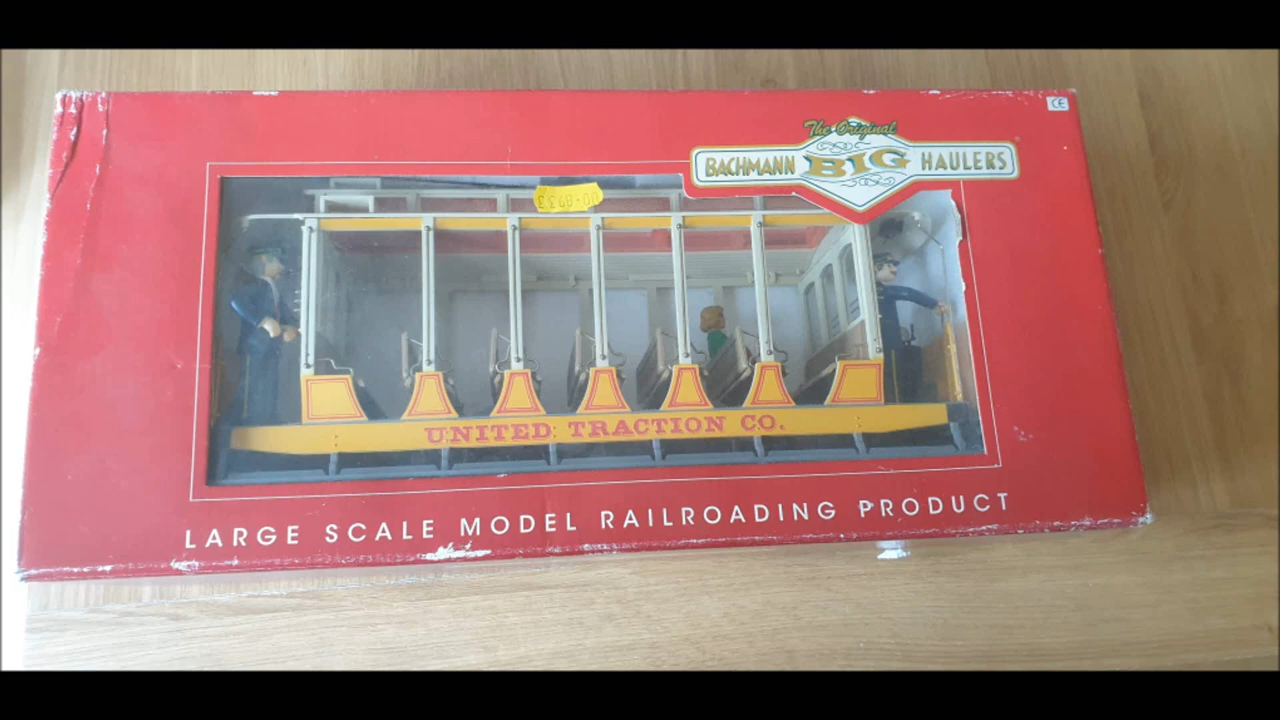 CE
The Original
BACHMANN BIG HAULERS
UNITED TRACTION CO.
LARGE SCALE MODEL RAILROADING PRODUCT